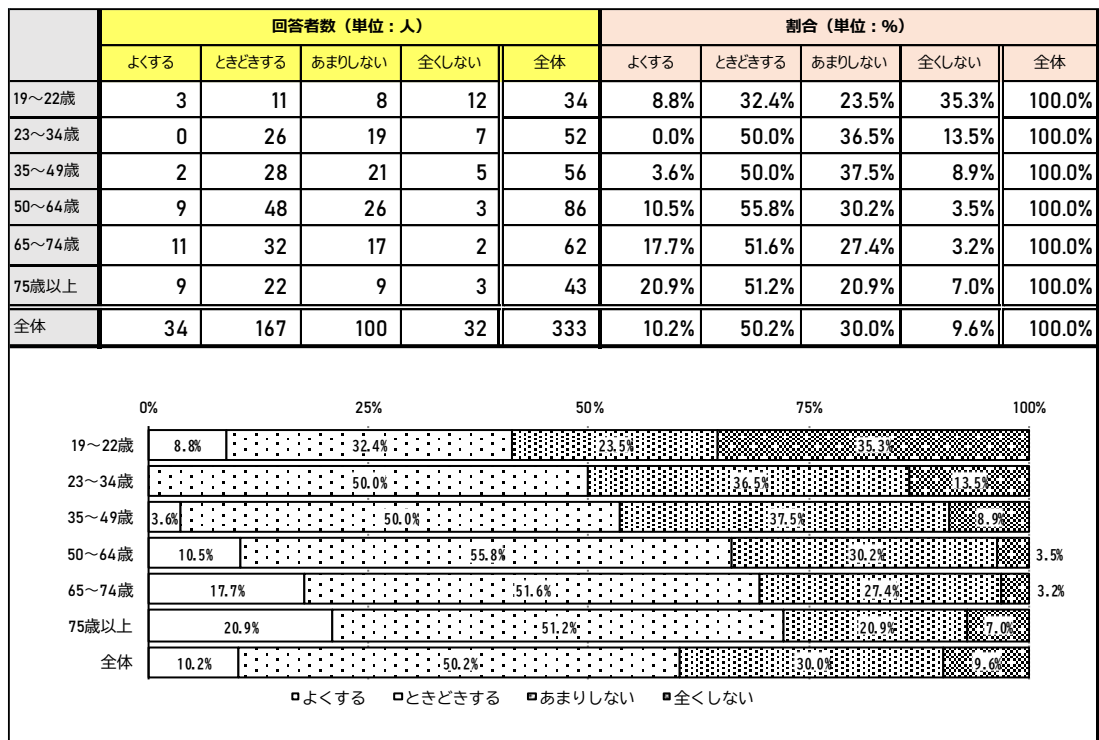 回答者数（単位：人） 割合（単位：%）
よくする ときどきする あまりしない 全くしない 全体 よくする ときどきする あまりしない 全くしない 全体
19～22歳 3 11 8 12 34 8.8% 32.4% 23.5% 35.3% 100.0%
23～34歳 0 26 19 7 52 0.0% 50.0% 36.5% 13.5% 100.0%
35～49歳 2 28 21 5 56 3.6% 50.0% 37.5% 8.9% 100.0%
50～64歳 9 48 26 3 86 10.5% 55.8% 30.2% 3.5% 100.0%
65～74歳 11 32 17 2 62 17.7% 51.6% 27.4% 3.2% 100.0%
75歳以上 9 22 9 3 43 20.9% 51.2% 20.9% 7.0% 100.0%
全体 34 167 100 32 333 10.2% 50.2% 30.0% 9.6% 100.0%
0% 25% 50% 75% 100%
19～22歳 8.8% 32.4% 23.5% 35.3%
23～34歳 50.0% 36.5% 13.5%
35～49歳 3.6% 50.0% 37.5% 8.9%
50～64歳 10.5% 55.8% 30.2% 3.5%
65～74歳 17.7% 51.6% 27.4% 3.2%
75歳以上 20.9% 51.2% 20.9% 7.0%
全体 10.2% 50.2% 30.0% 9.6%
よくする ときどきする あまりしない 全くしない